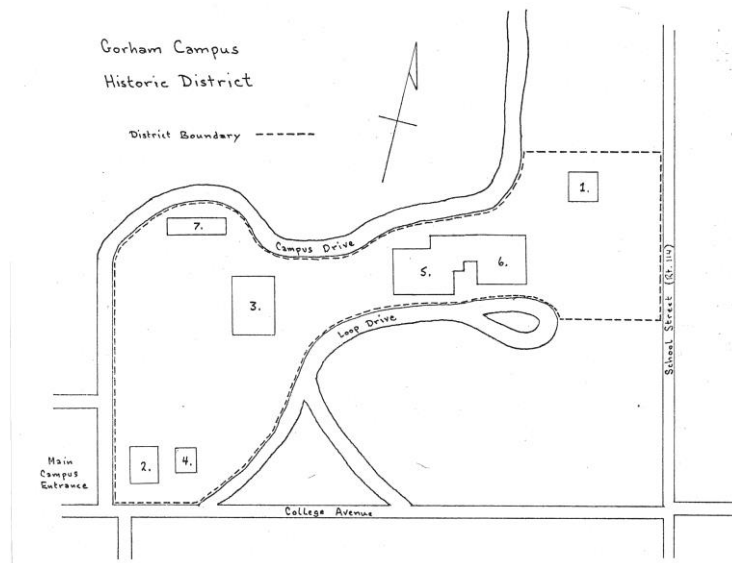 Gorham Campus
Historic District
District Boundary
1.
7.
Campus Drive
5.
6.
3.
Loop Drive
School Street (Rt. 114)
2.
4.
Main
Campus
Entrance
College Avenue